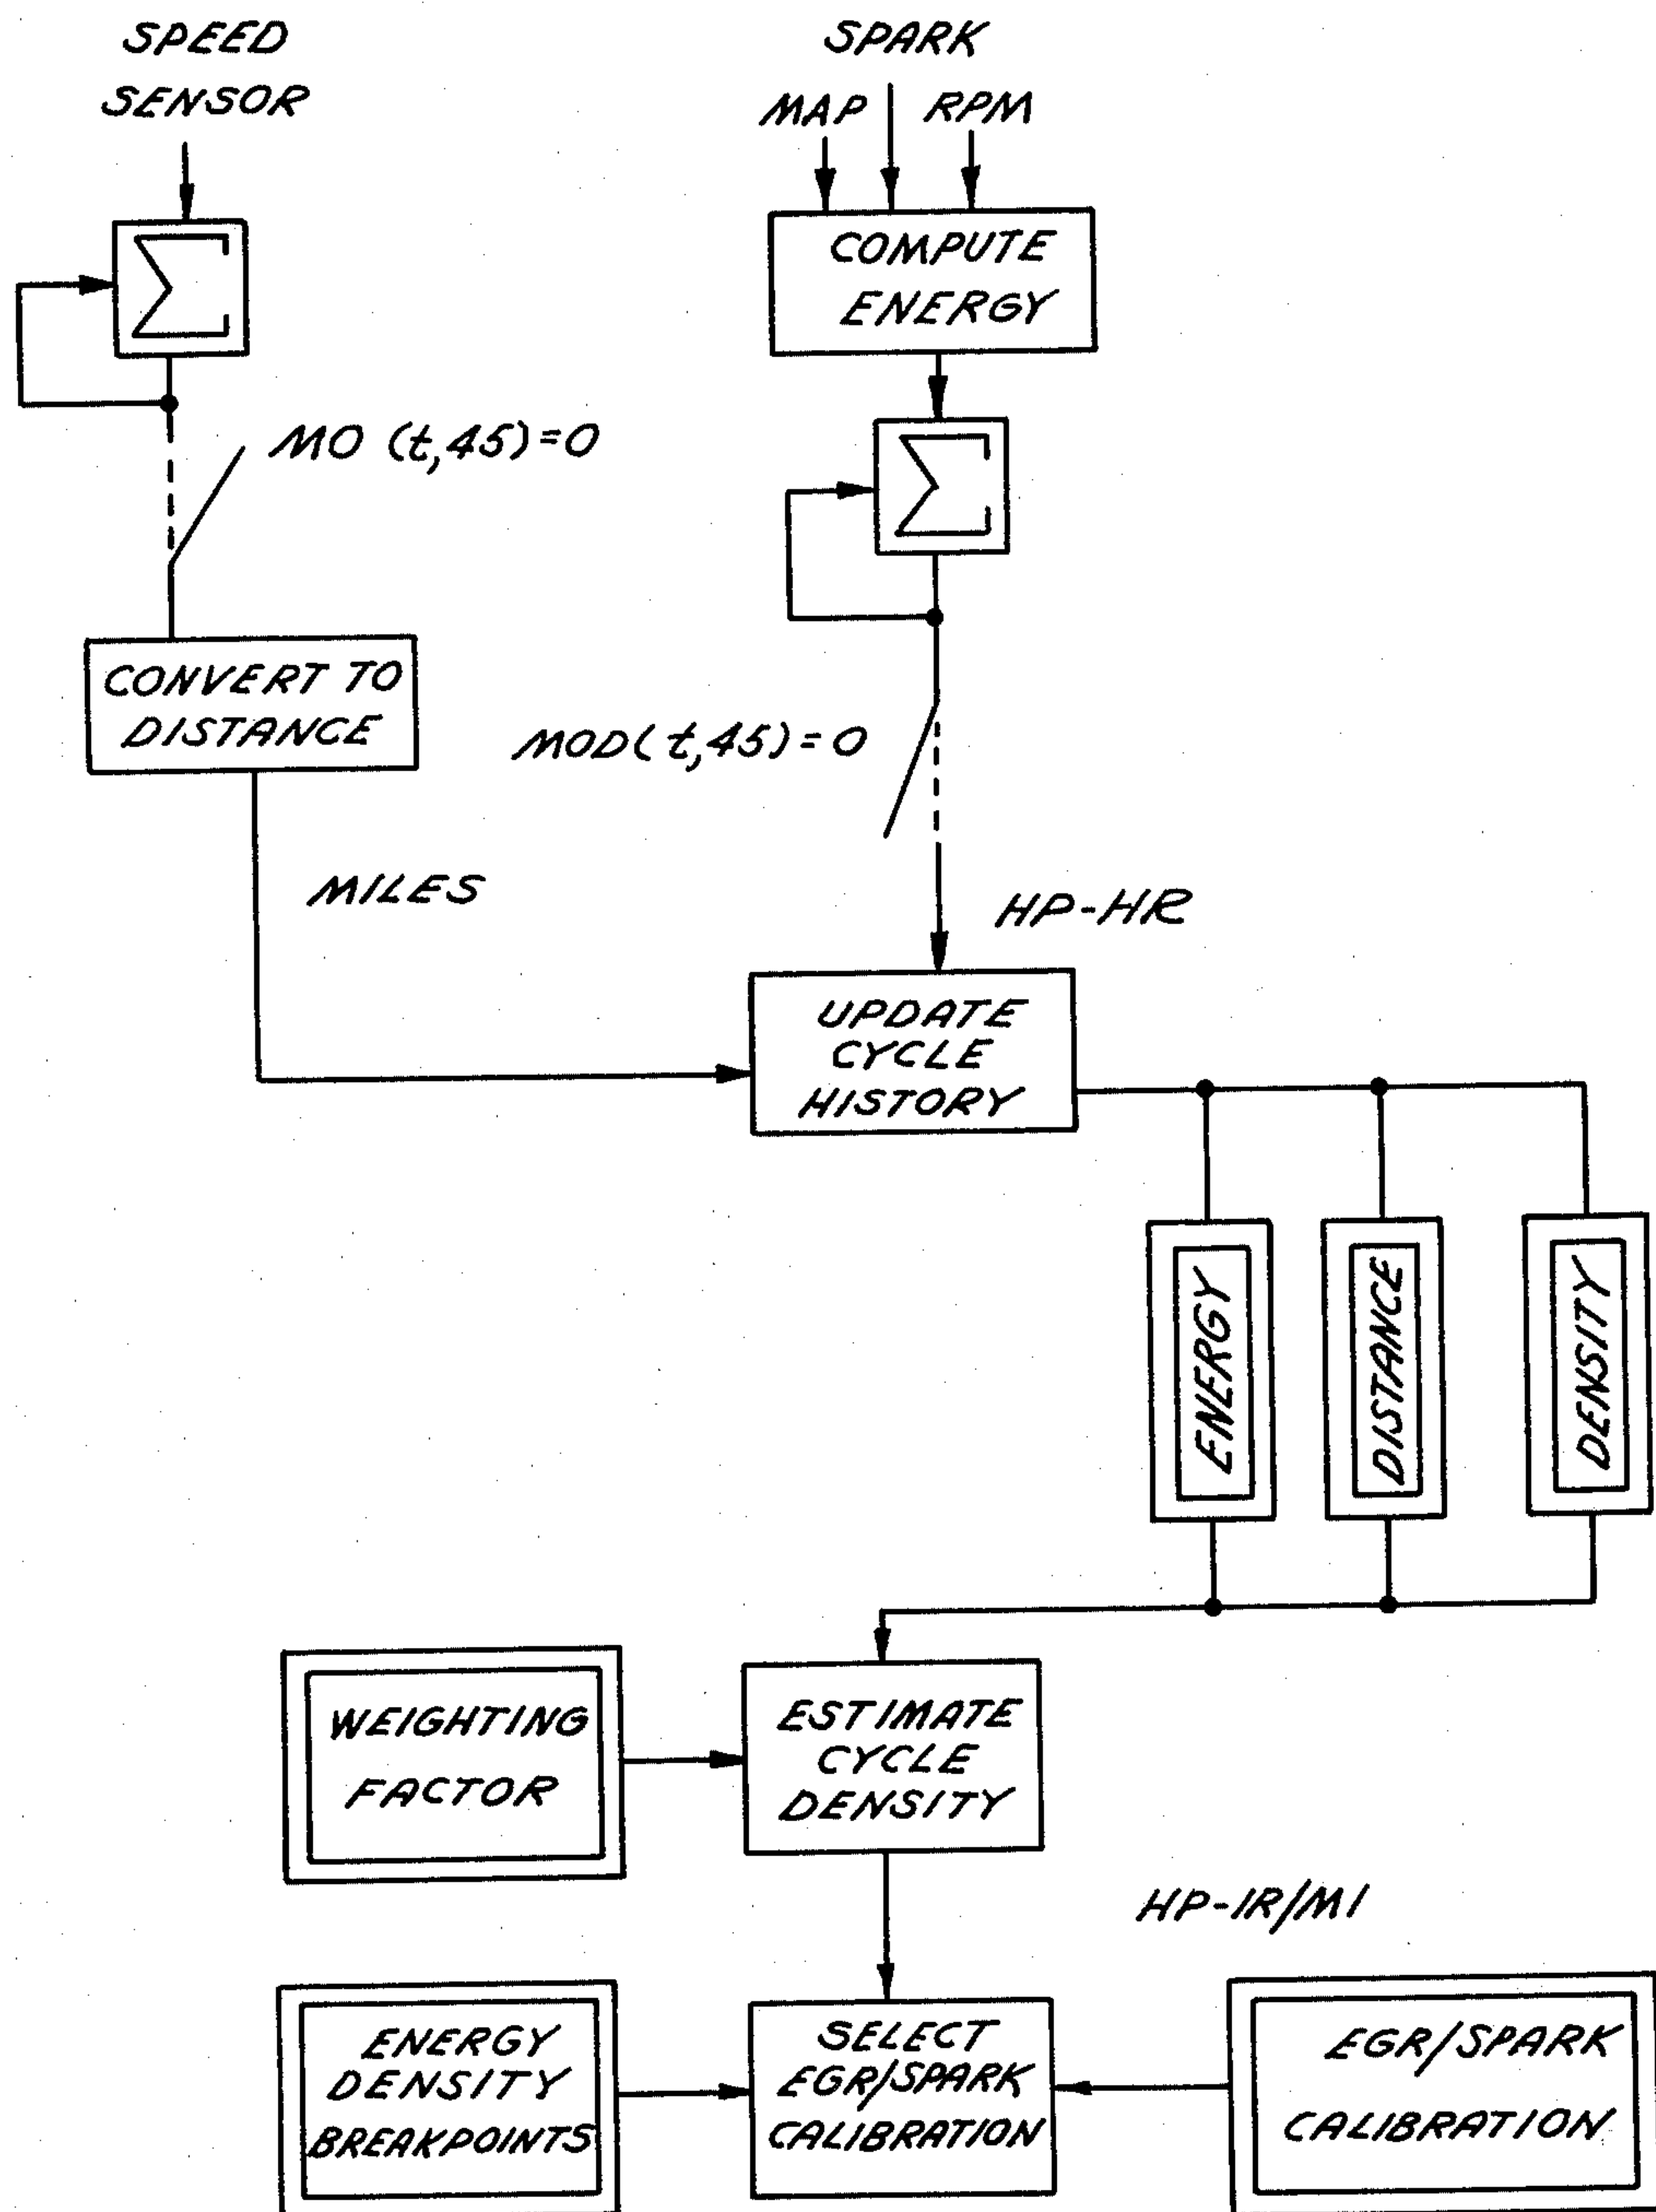 SPEED
SENSOR
SPARK
MAP
RPM
Σ
COMPUTE
ENERGY
MO (t,45)=0
Σ
CONVERT TO
DISTANCE
MOD(t,45)=0
MILES
HP-HR
UPDATE
CYCLE
HISTORY
ENERGY
DISTANCE
DENSITY
WEIGHTING
FACTOR
ESTIMATE
CYCLE
DENSITY
HP-IR/MI
ENERGY
DENSITY
BREAKPOINTS
SELECT
EGR/SPARK
CALIBRATION
EGR/SPARK
CALIBRATION